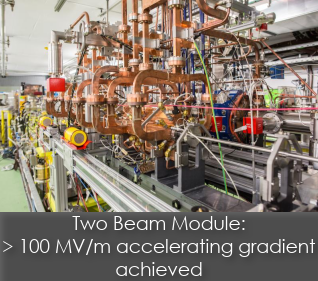 Two Beam Module:
> 100 MV/m accelerating gradient
achieved